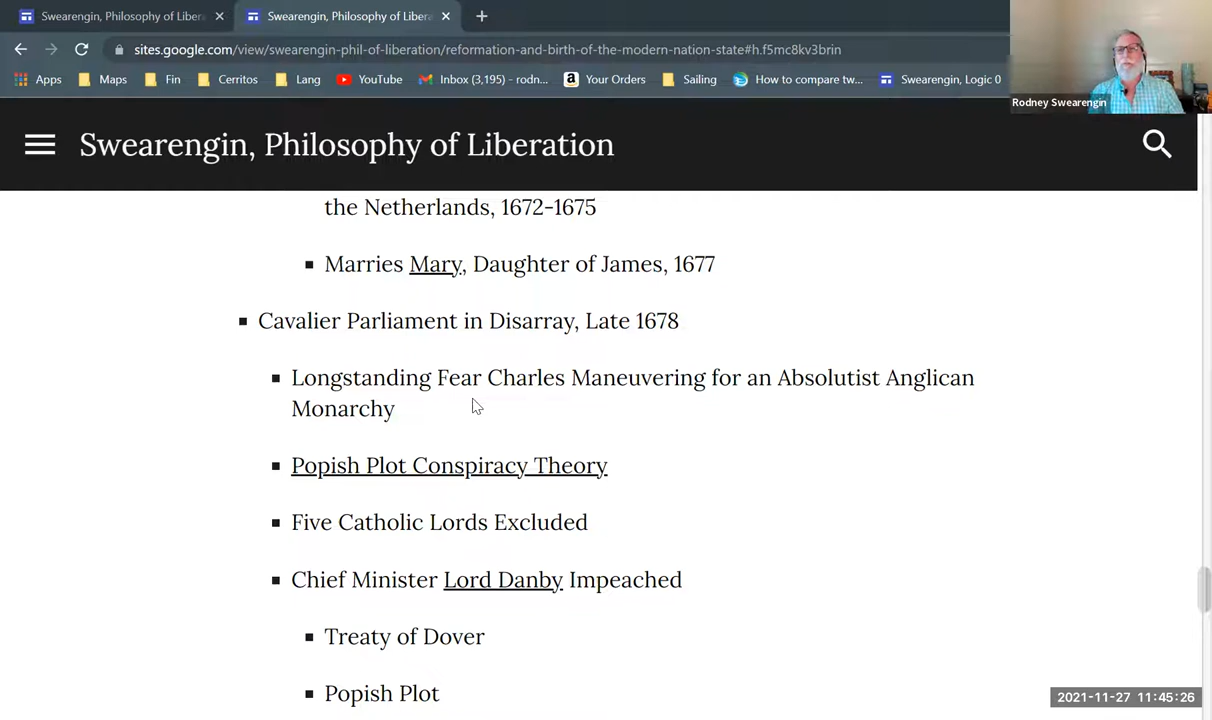 Swearengin, Philosophy of Liber
Swearengin, Philosophy of Libera
sites.google.com/view/swearengin-phil-of-liberation/reformation-and-birth-of-the-modern-nation-state#h.f5mc8kv3brin
Apps Maps Fin Cerritos Lang YouTube Inbox (3,195) - rodn... Your Orders Sailing How to compare tw... Swearengin, Logic 0
Rodney Swearengin
Swearengin, Philosophy of Liberation
the Netherlands, 1672-1675
Marries Mary, Daughter of James, 1677
Cavalier Parliament in Disarray, Late 1678
Longstanding Fear Charles Maneuvering for an Absolutist Anglican
Monarchy
Popish Plot Conspiracy Theory
Five Catholic Lords Excluded
Chief Minister Lord Danby Impeached
Treaty of Dover
Popish Plot
2021-11-27 11:45:26